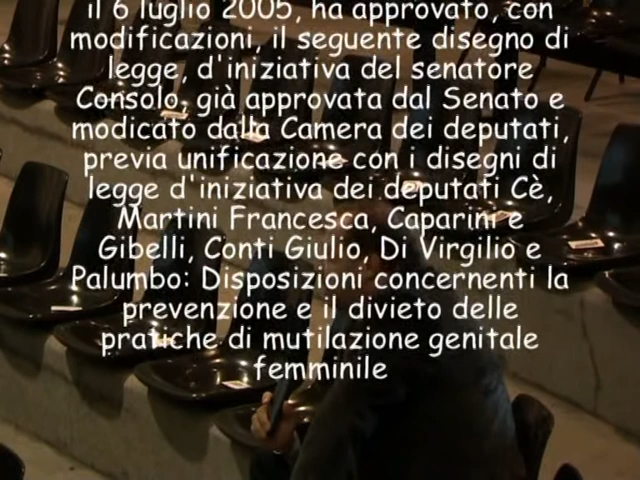 il 6 luglio 2005, ha approvato, con
modificazioni, il seguente disegno di
legge, d'iniziativa del senatore
Consolo, già approvata dal Senato e
modicato dalla Camera dei deputati,
previa unificazione con i disegni di
legge d'iniziativa dei deputati Cè,
Martini Francesca, Caparini e
Gibelli, Conti Giulio, Di Virgilio e
Palumbo: Disposizioni concernenti la
prevenzione e il divieto delle
pratiche di mutilazione genitale
femminile